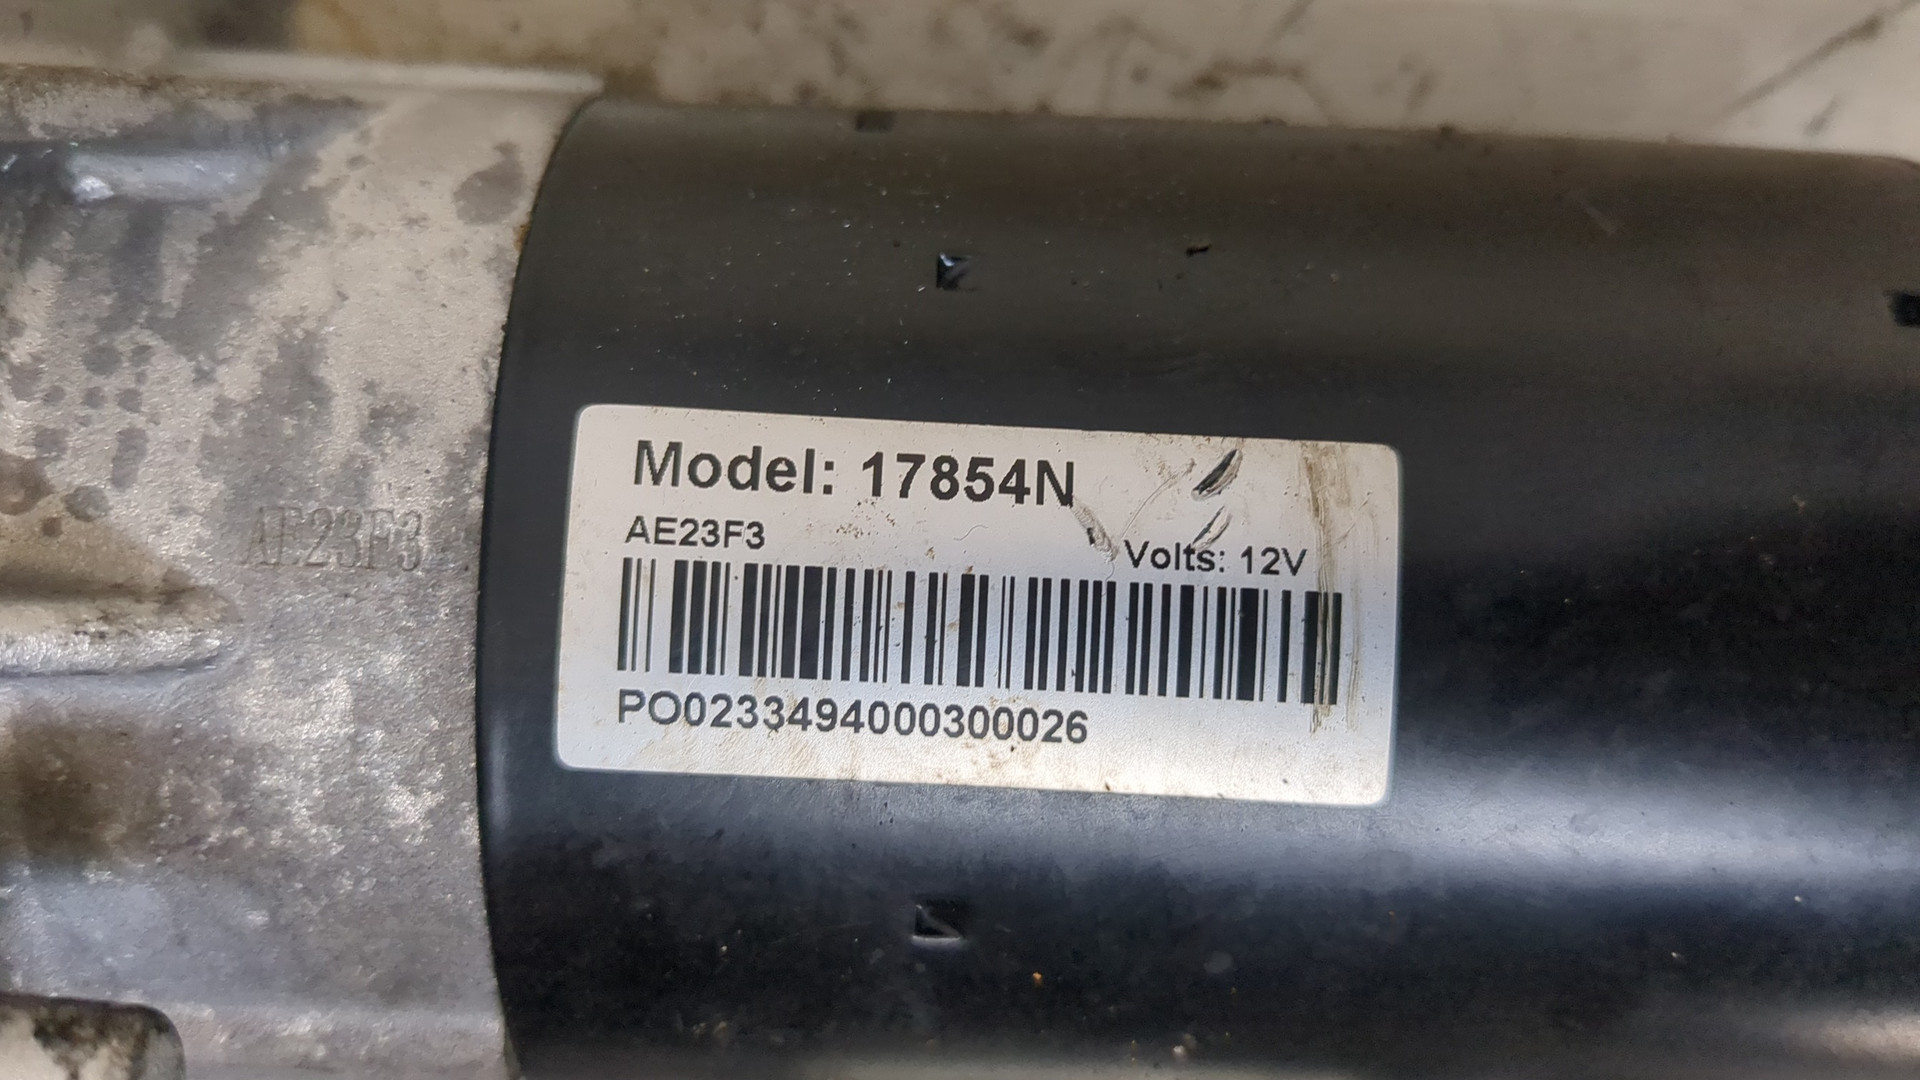 Model: 17854N
AE23F3
Volts: 12V
PO0233494000300026
AE23F3